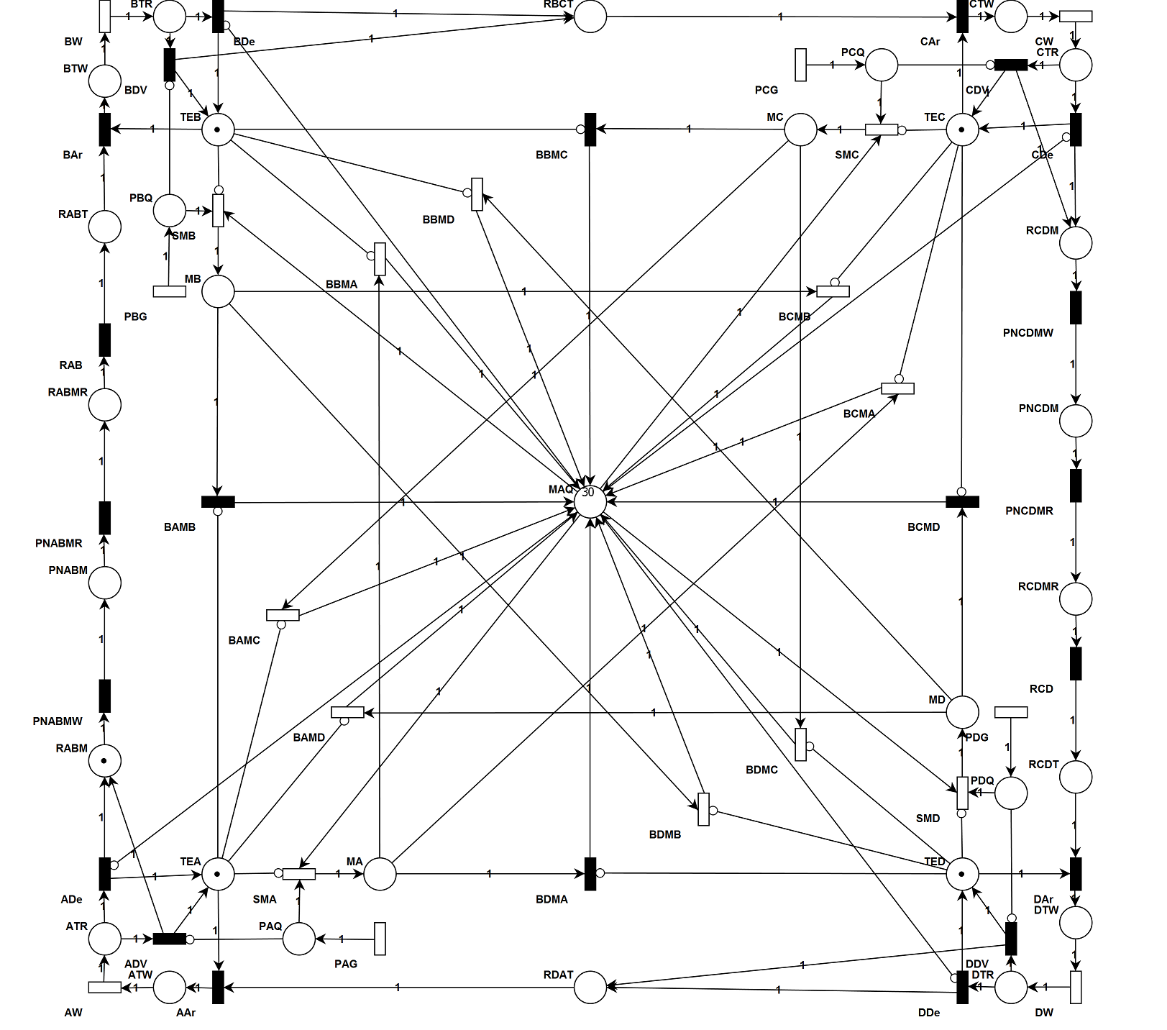 BTR 1 RBCT 1 CTW
BW BDe CAr CW
CTR
BTW BDV PCG PCQ CDV
TEB MC TEC
BAr BBMC SMC CDe
PBQ BBMD
RABT SMB RCDM
MB BBMA
PBG BCMB PNCDMW
RAB
RABMR BCMA PNCDM
MAQ 30
BAMB BCMD PNCDMR
PNABMR
PNABM RCDMR
BAMC
RCD
PNABMW BAMD MD PDG
RABM BDMC RCDT
PDQ
BDMB SMD
TEA MA TED
ADe SMA BDMA DAr
DTW
ATR PAQ
ADV PAG DDV
ATW RDAT DTR
AW AAr DDe DW